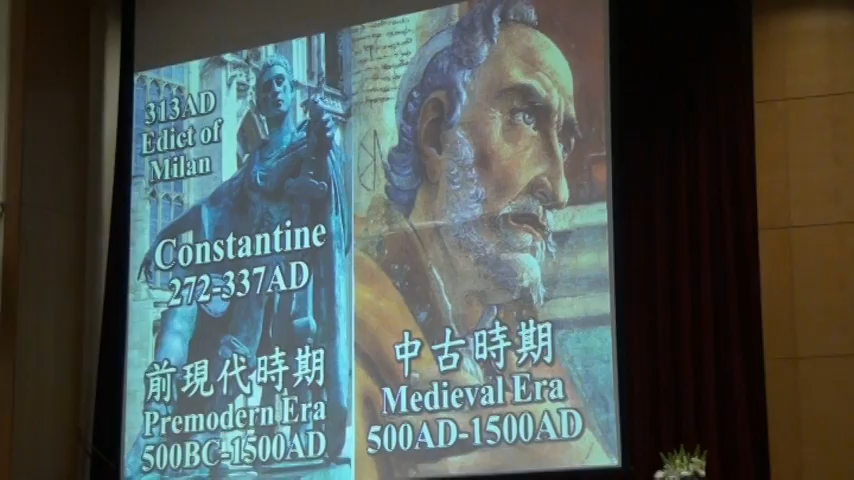 313AD
Edict of
Milan
Constantine
272-337AD
前現代時期
Premodern Era
500BC-1500AD
中古時期
Medieval Era
500AD-1500AD